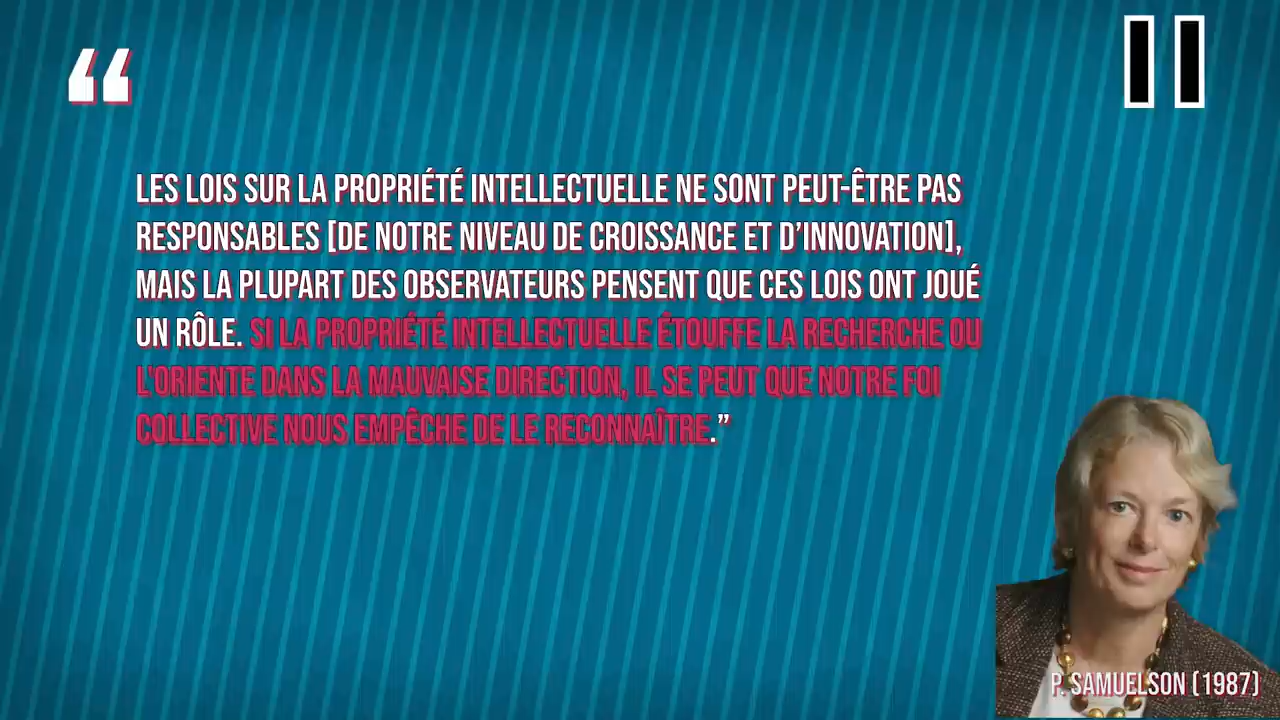 “
LES LOIS SUR LA PROPRIÉTÉ INTELLECTUELLE NE SONT PEUT-ÊTRE PAS
RESPONSABLES [DE NOTRE NIVEAU DE CROISSANCE ET D’INNOVATION],
MAIS LA PLUPART DES OBSERVATEURS PENSENT QUE CES LOIS ONT JOUÉ
UN RÔLE. SI LA PROPRIÉTÉ INTELLECTUELLE ÉTOUFFE LA RECHERCHE OU
L'ORIENTE DANS LA MAUVAISE DIRECTION, IL SE PEUT QUE NOTRE FOI
COLLECTIVE NOUS EMPÊCHE DE LE RECONNAÎTRE.”
P. SAMUELSON (1987)